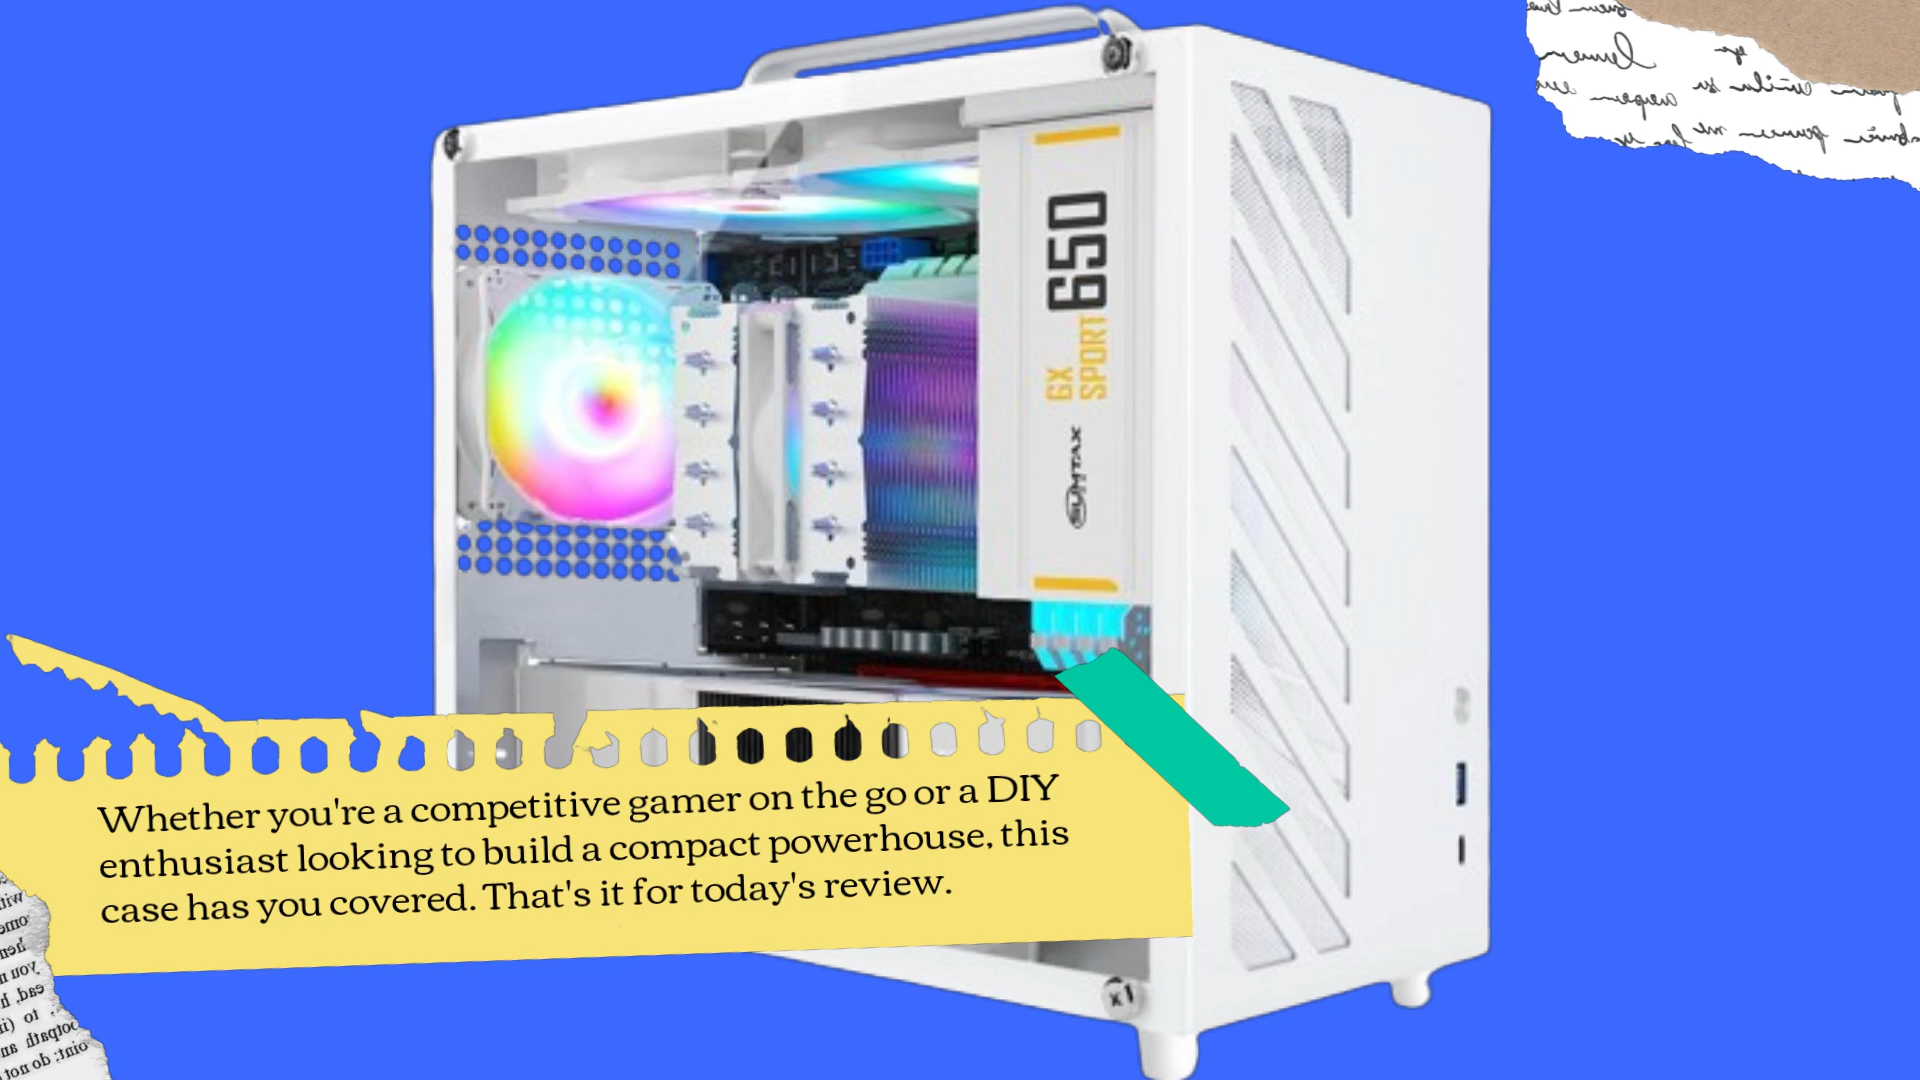 650
GX
SPORT
SUMTAX
Whether you're a competitive gamer on the go or a DIY
enthusiast looking to build a compact powerhouse, this
case has you covered. That's it for today's review.
x1